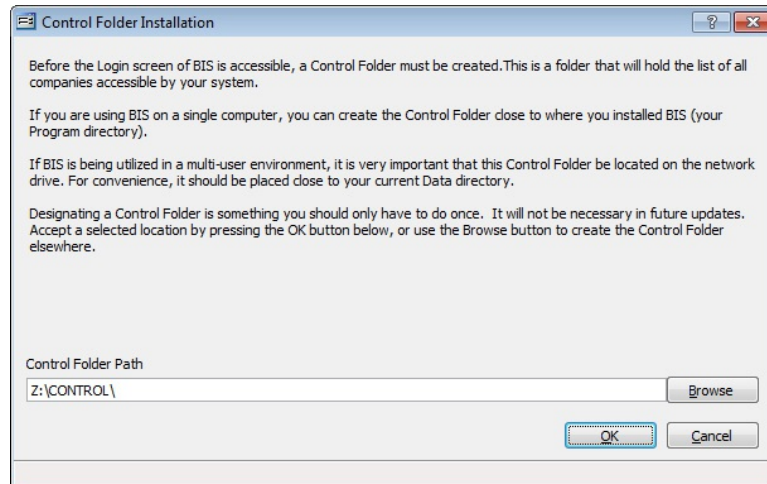 Control Folder Installation
Before the Login screen of BIS is accessible, a Control Folder must be created.This is a folder that will hold the list of all
companies accessible by your system.
If you are using BIS on a single computer, you can create the Control Folder close to where you installed BIS (your
Program directory).
If BIS is being utilized in a multi-user environment, it is very important that this Control Folder be located on the network
drive. For convenience, it should be placed close to your current Data directory.
Designating a Control Folder is something you should only have to do once.  It will not be necessary in future updates.
Accept a selected location by pressing the OK button below, or use the Browse button to create the Control Folder
elsewhere.
Control Folder Path
Z:\CONTROL\
Browse
OK
Cancel